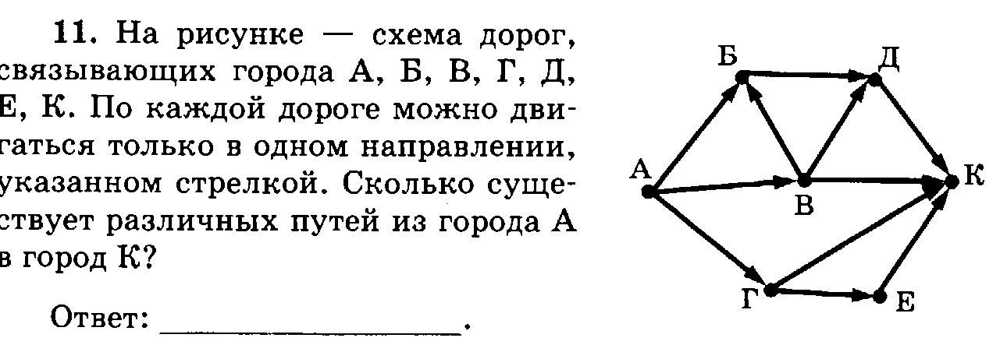 11. На рисунке — схема дорог,
связывающих города А, Б, В, Г, Д,
Е, К. По каждой дороге можно дви-
гаться только в одном направлении,
указанном стрелкой. Сколько суще-
ствует различных путей из города А
в город К?
Ответ: ____________________.
Б
Д
А
В
К
Г
Е